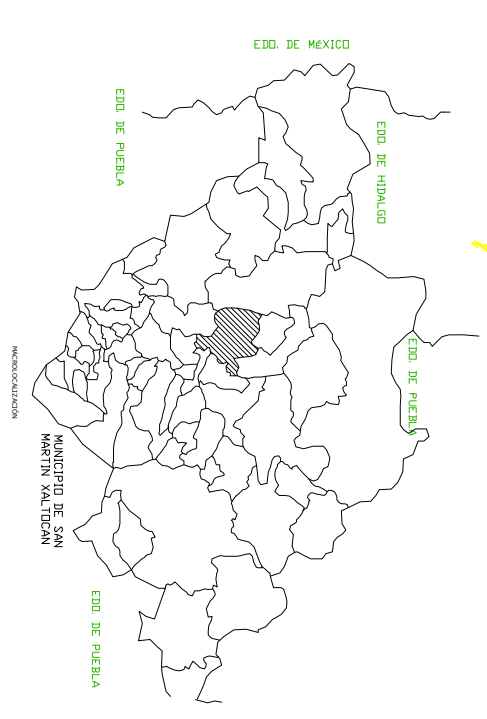 EDO. DE MÉXICO
EDO. DE PUEBLA
EDO. DE HIDALGO
EDO. DE PUEBLA
MACROLOCALIZACIÓN
MUNICIPIO DE SAN
MARTIN XALTOCAN
EDO. DE PUEBLA